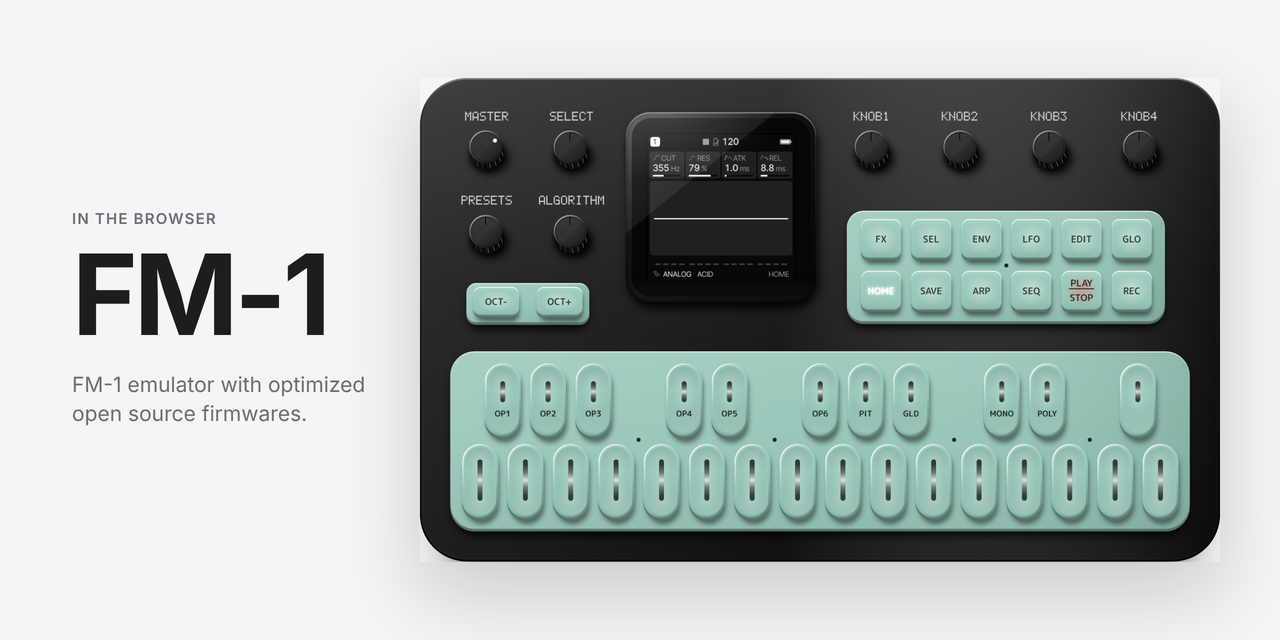 IN THE BROWSER
FM-1
FM-1 emulator with optimized
open source firmwares.
MASTER SELECT
PRESETS ALGORITHM
OCT- OCT+
1 120
CUT RES ATK REL
355 Hz 79 % 1.0 ms 8.8 ms
ANALOG ACID HOME
KNOB1 KNOB2 KNOB3 KNOB4
FX SEL ENV LFO EDIT GLO
HOME SAVE ARP SEQ PLAY STOP REC
OP1 OP2 OP3 OP4 OP5 OP6 PIT GLD MONO POLY